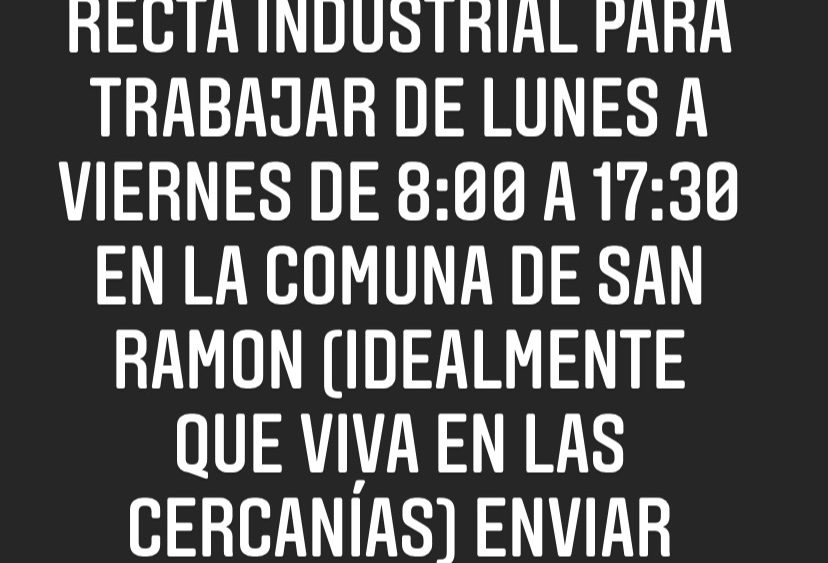 RECTA INDUSTRIAL PARA
TRABAJAR DE LUNES A
VIERNES DE 8:00 A 17:30
EN LA COMUNA DE SAN
RAMON (IDEALMENTE
QUE VIVA EN LAS
CERCANÍAS) ENVIAR